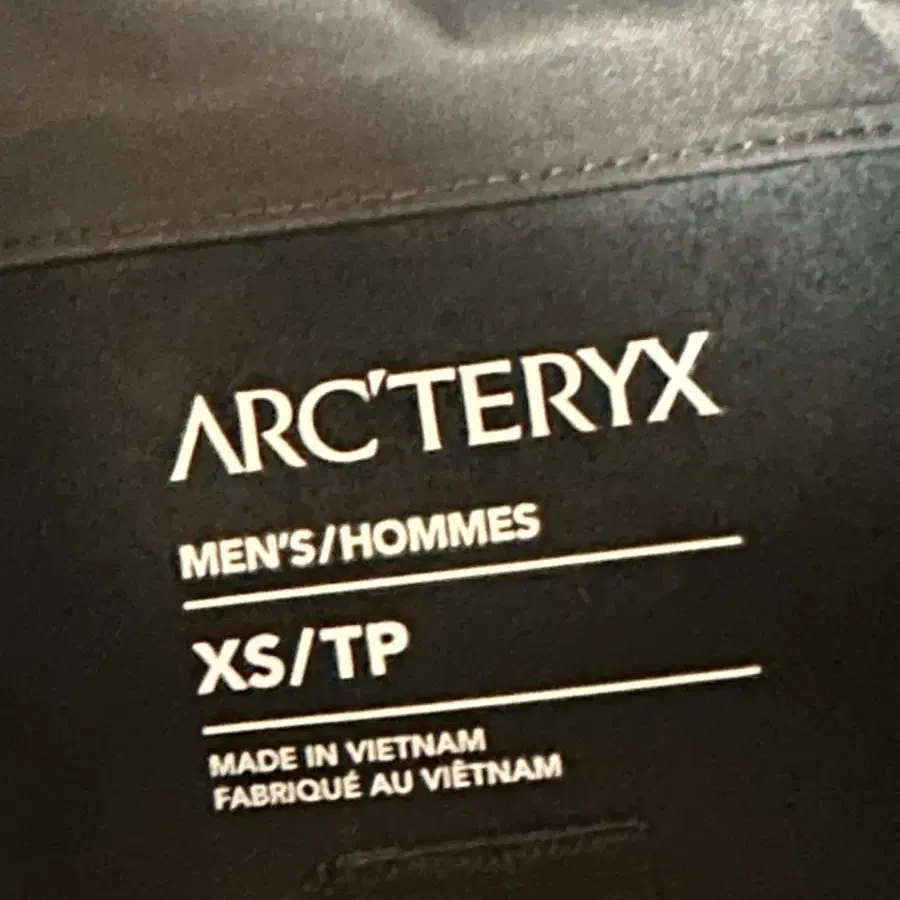 ARC'TERYX
MEN'S/HOMMES
XS/TP
MADE IN VIETNAM
FABRIQUÉ AU VIÊTNAM